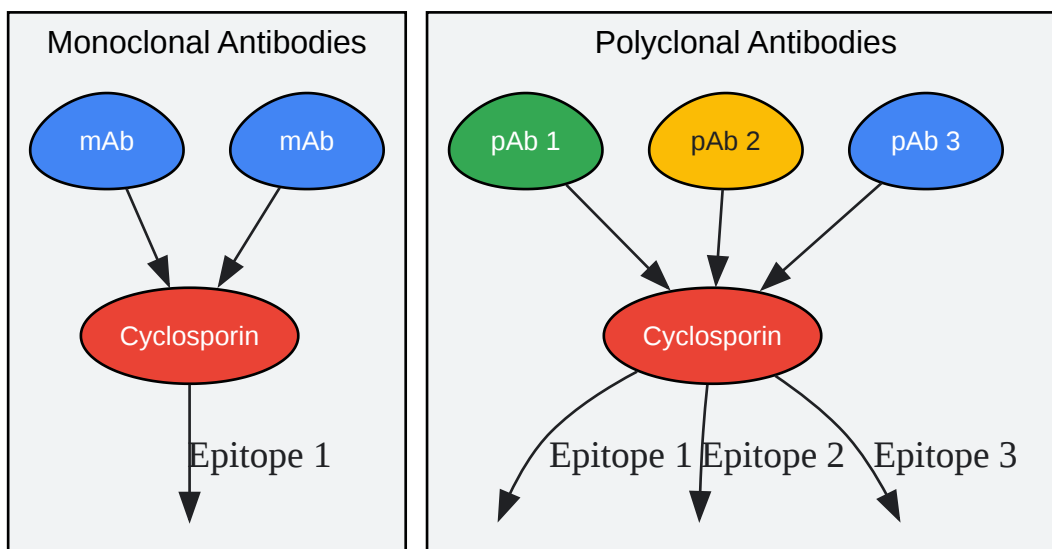 Monoclonal Antibodies
mAb
mAb
Cyclosporin
Epitope 1
Polyclonal Antibodies
pAb 1
pAb 2
pAb 3
Cyclosporin
Epitope 1
Epitope 2
Epitope 3